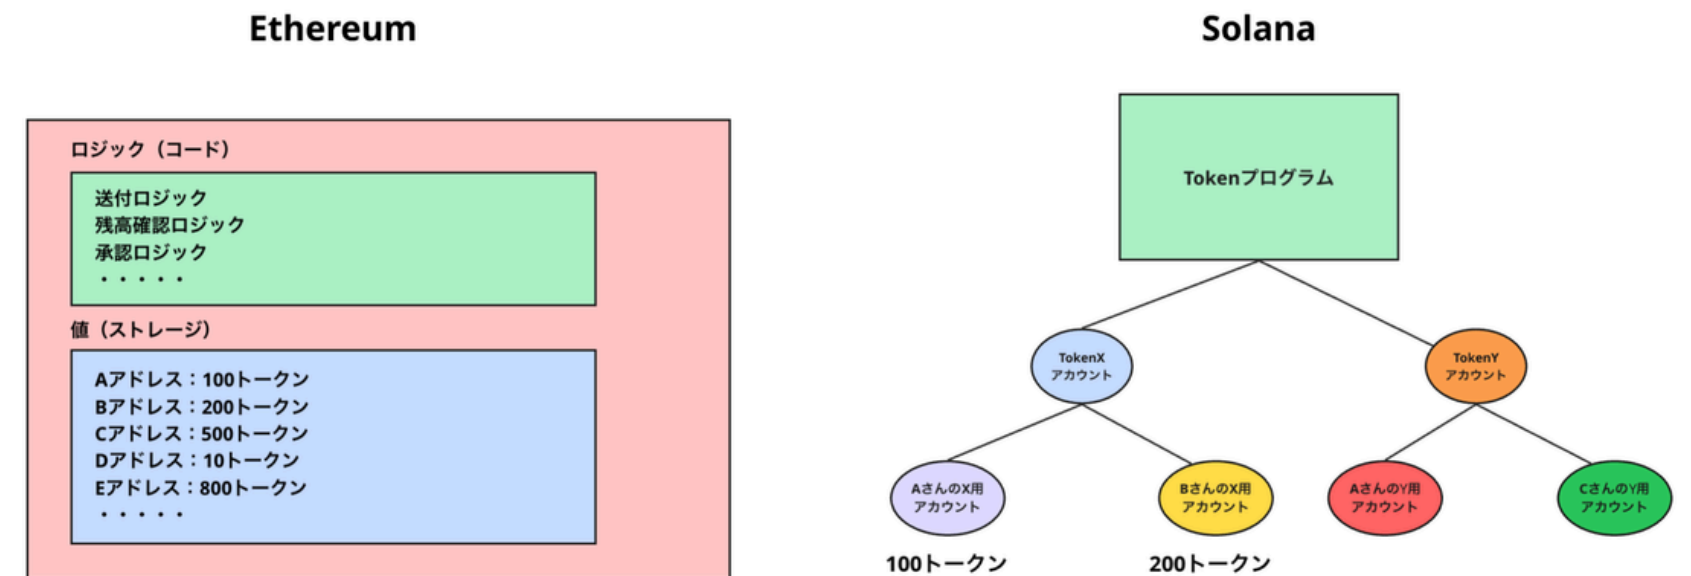 Ethereum
ロジック（コード）
送付ロジック
残高確認ロジック
承認ロジック
・・・・・
値（ストレージ）
Aアドレス：100トークン
Bアドレス：200トークン
Cアドレス：500トークン
Dアドレス：10トークン
Eアドレス：800トークン
・・・・・
Solana
Tokenプログラム
TokenX
アカウント
TokenY
アカウント
AさんのX用
アカウント
BさんのX用
アカウント
AさんのY用
アカウント
CさんのY用
アカウント
100トークン
200トークン